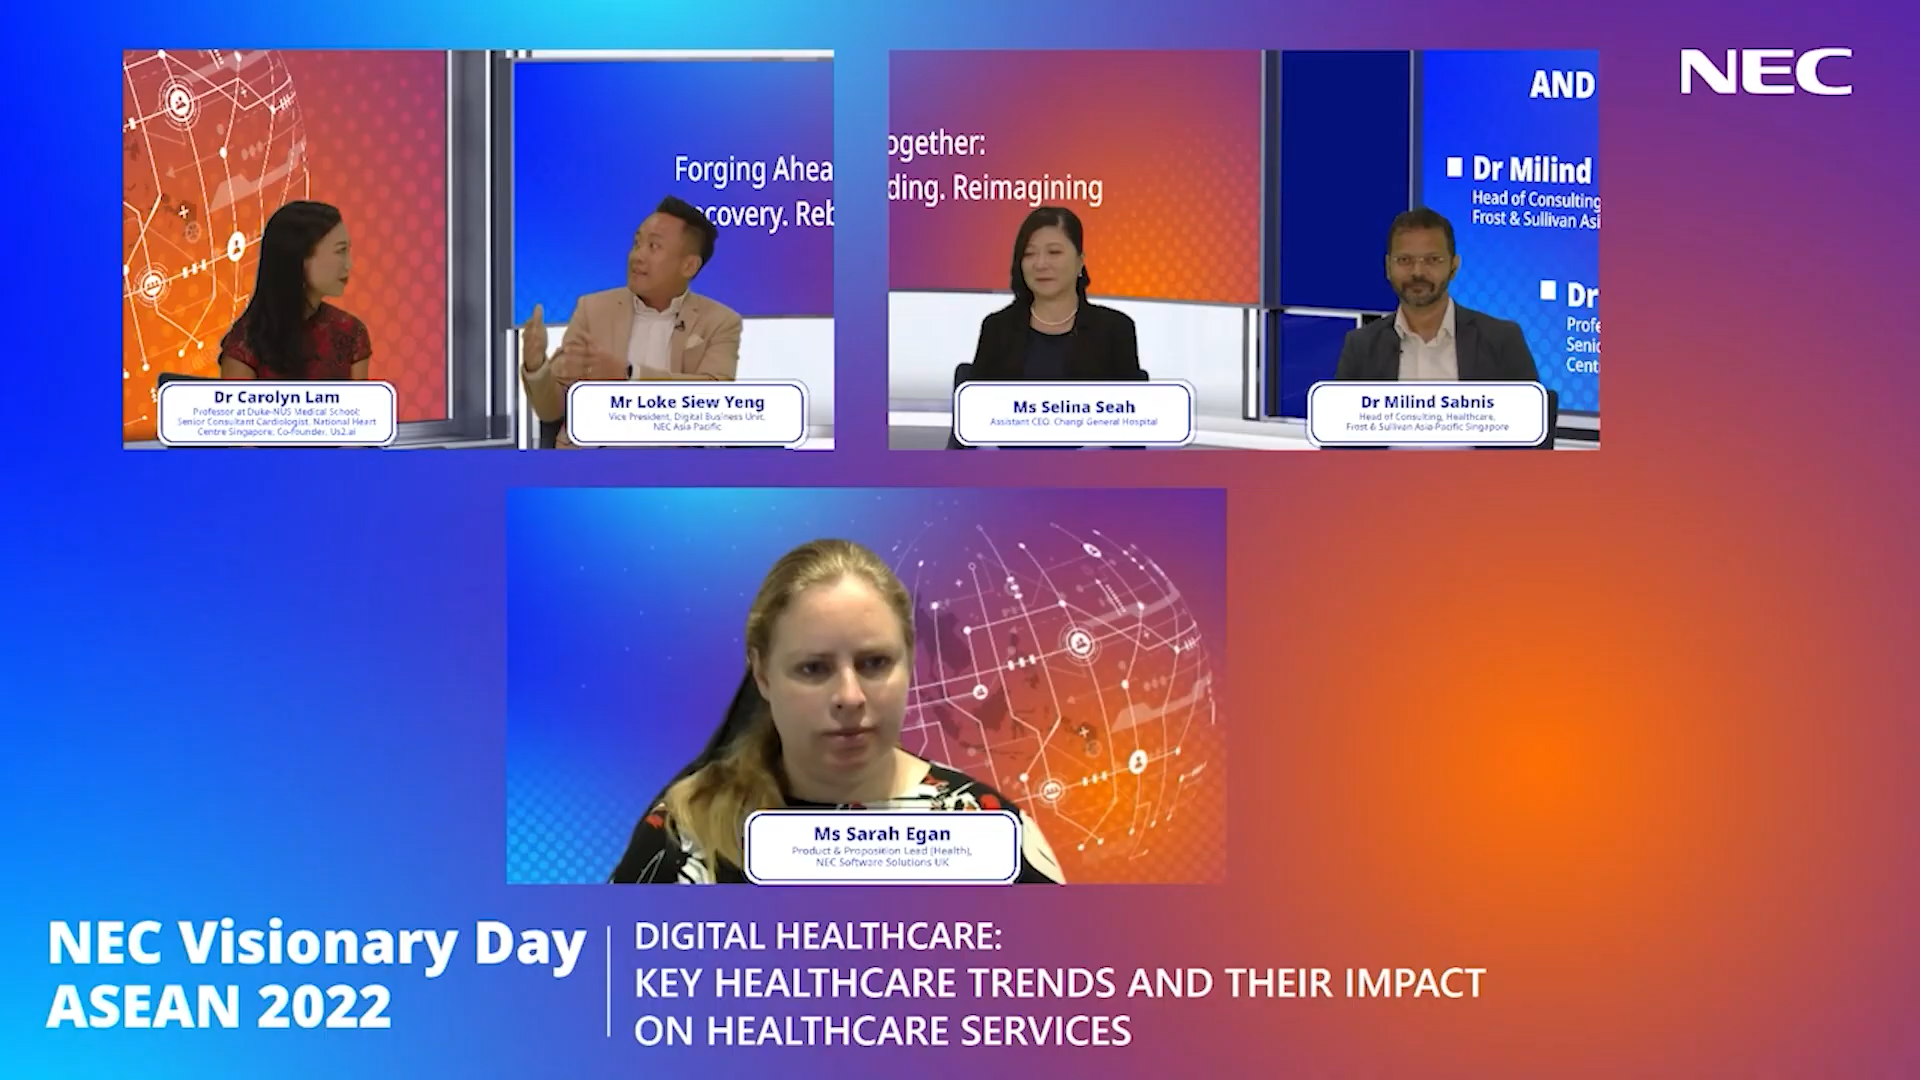 NEC
Forging Ahea
covery. Reb
ogether:
ding. Reimagining
AND
Dr Milind
Head of Consulting
Frost & Sullivan Asi
Dr
Profe
Senio
Cent
Dr Carolyn Lam
Professor at Duke-NUS Medical School;
Senior Consultant Cardiologist, National Heart
Centre Singapore; Co-founder, Us2.ai
Mr Loke Siew Yeng
Vice President, Digital Business Unit,
NEC Asia Pacific
Ms Selina Seah
Assistant CEO, Changi General Hospital
Dr Milind Sabnis
Head of Consulting, Healthcare,
Frost & Sullivan Asia-Pacific Singapore
Ms Sarah Egan
Product & Proposition Lead (Health),
NEC Software Solutions UK
NEC Visionary Day
ASEAN 2022
DIGITAL HEALTHCARE:
KEY HEALTHCARE TRENDS AND THEIR IMPACT
ON HEALTHCARE SERVICES